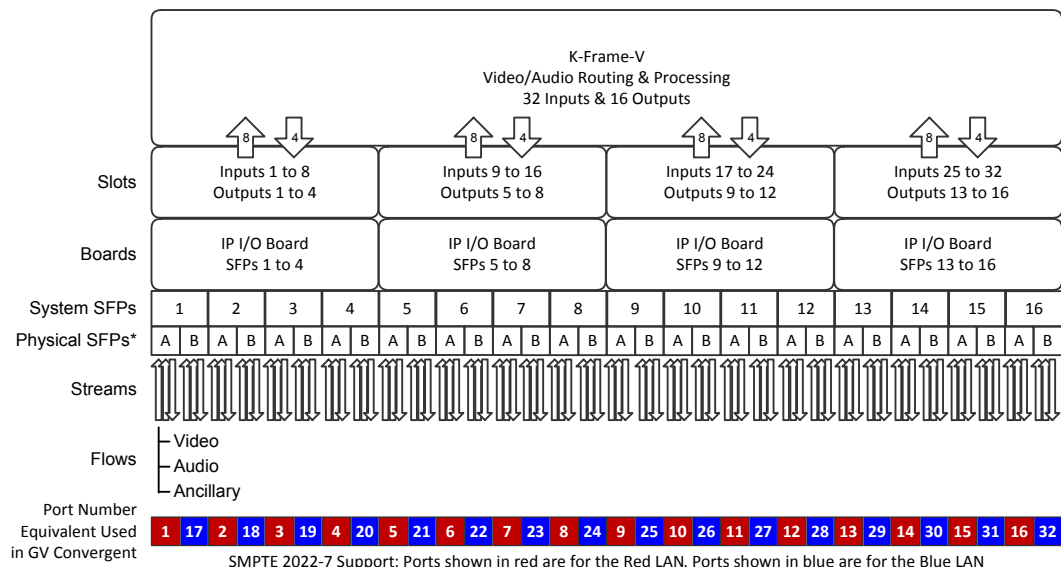 K-Frame-V
Video/Audio Routing & Processing
32 Inputs & 16 Outputs
8 4 8 4 8 4 8 4
Slots
Inputs 1 to 8
Outputs 1 to 4
Inputs 9 to 16
Outputs 5 to 8
Inputs 17 to 24
Outputs 9 to 12
Inputs 25 to 32
Outputs 13 to 16
Boards
IP I/O Board
SFPs 1 to 4
IP I/O Board
SFPs 5 to 8
IP I/O Board
SFPs 9 to 12
IP I/O Board
SFPs 13 to 16
System SFPs 1 2 3 4 5 6 7 8 9 10 11 12 13 14 15 16
Physical SFPs* A B A B A B A B A B A B A B A B A B A B A B A B A B A B A B A B
Streams
Flows
Video
Audio
Ancillary
Port Number
Equivalent Used
in GV Convergent
1 17 2 18 3 19 4 20 5 21 6 22 7 23 8 24 9 25 10 26 11 27 12 28 13 29 14 30 15 31 16 32
SMPTE 2022-7 Support: Ports shown in red are for the Red LAN. Ports shown in blue are for the Blue LAN